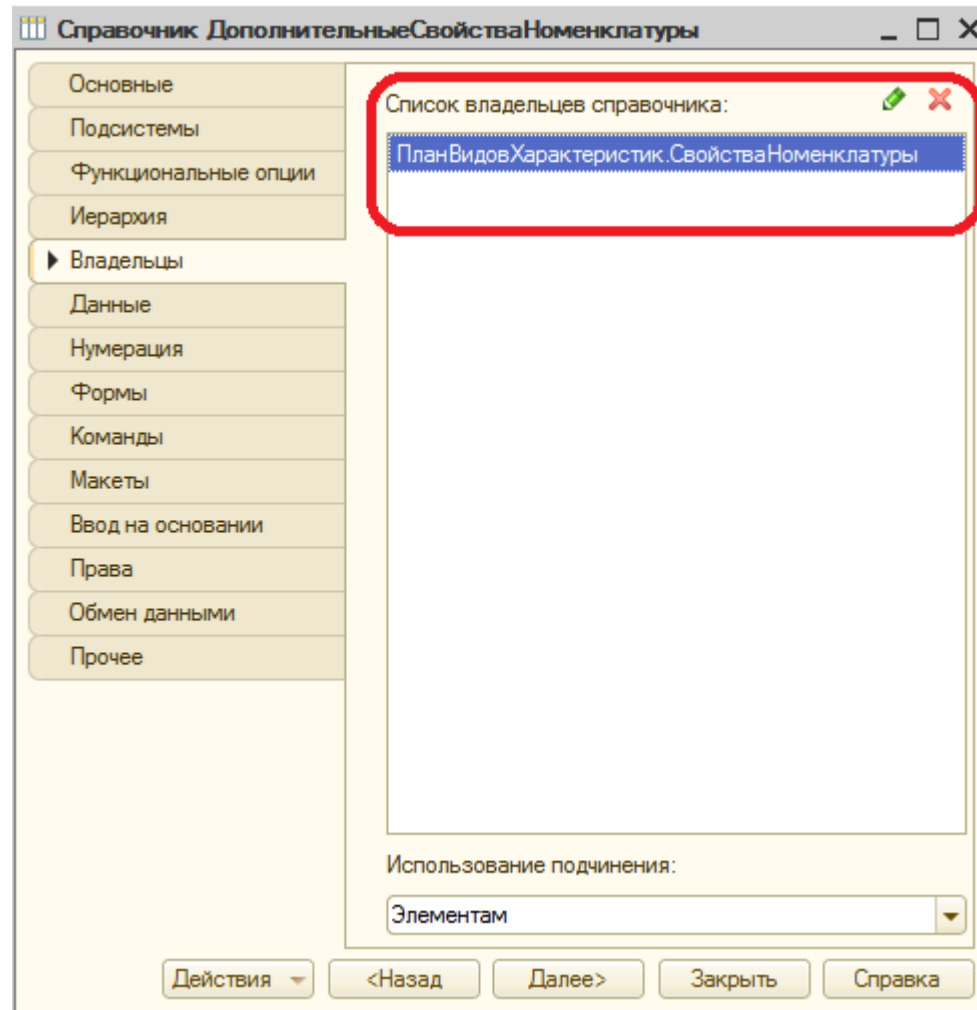 Справочник ДополнительныеСвойстваНоменклатуры
Основные
Подсистемы
Функциональные опции
Иерархия
Владельцы
Данные
Нумерация
Формы
Команды
Макеты
Ввод на основании
Права
Обмен данными
Прочее
Список владельцев справочника:
ПланВидовХарактеристик.СвойстваНоменклатуры
Использование подчинения:
Элементам
Действия <Назад Далее> Закрыть Справка